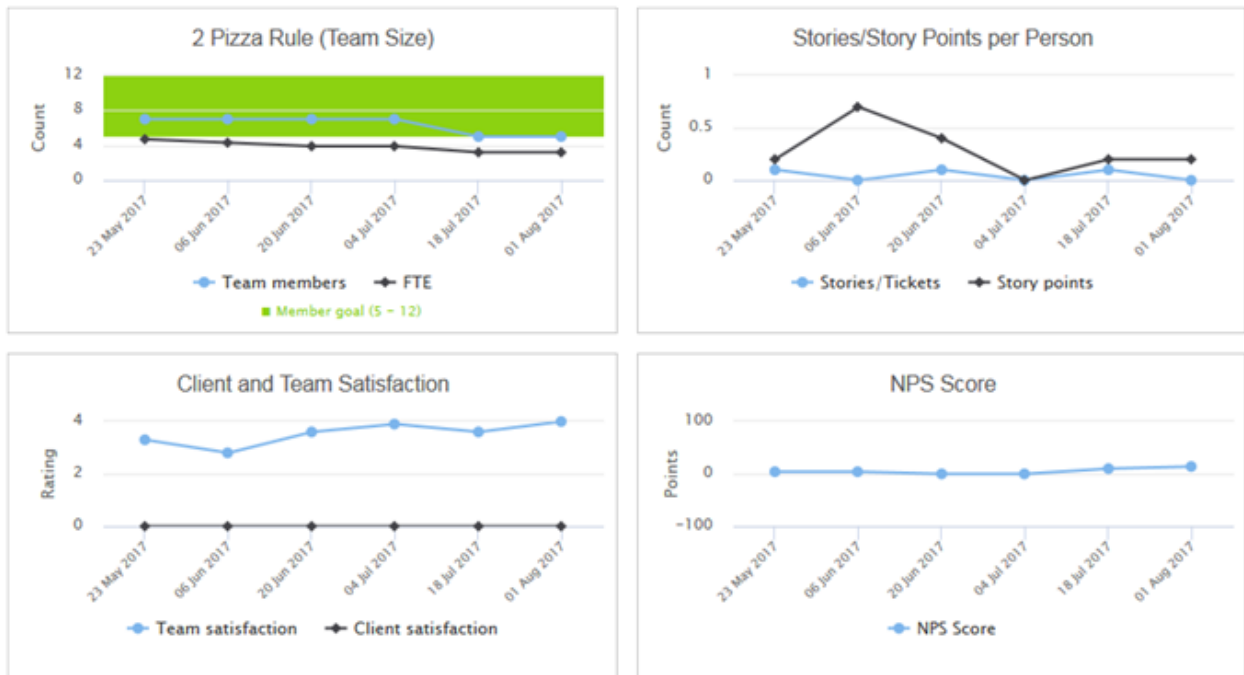 2 Pizza Rule (Team Size)
Count
12
8
4
0
23 May 2017
06 Jun 2017
20 Jun 2017
04 Jul 2017
18 Jul 2017
01 Aug 2017
Team members
FTE
Member goal (5 – 12)
Stories/Story Points per Person
Count
1
0.5
0
23 May 2017
06 Jun 2017
20 Jun 2017
04 Jul 2017
18 Jul 2017
01 Aug 2017
Stories/Tickets
Story points
Client and Team Satisfaction
Rating
4
2
0
23 May 2017
06 Jun 2017
20 Jun 2017
04 Jul 2017
18 Jul 2017
01 Aug 2017
Team satisfaction
Client satisfaction
NPS Score
Points
100
0
-100
23 May 2017
06 Jun 2017
20 Jun 2017
04 Jul 2017
18 Jul 2017
01 Aug 2017
NPS Score